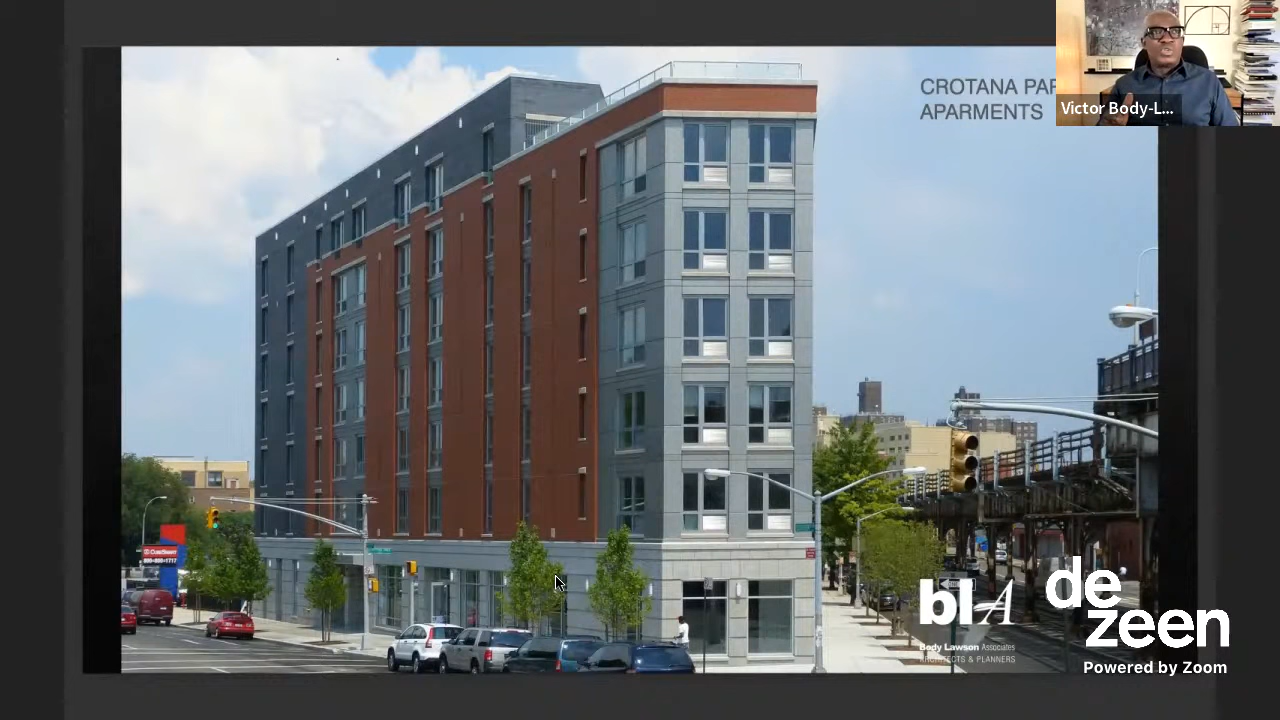 CROTANA PAR
APARMENTS
Victor Body-L...
blA
Body Lawson Associates
ARCHITECTS & PLANNERS
de
zeen
Powered by Zoom